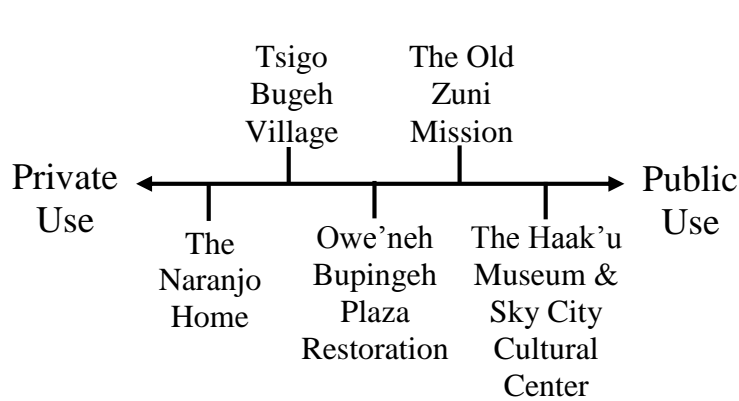 Tsigo
Bugeh
Village
The Old
Zuni
Mission
Private
Use
Public
Use
The
Naranjo
Home
Owe’neh
Bupingeh
Plaza
Restoration
The Haak’u
Museum &
Sky City
Cultural
Center